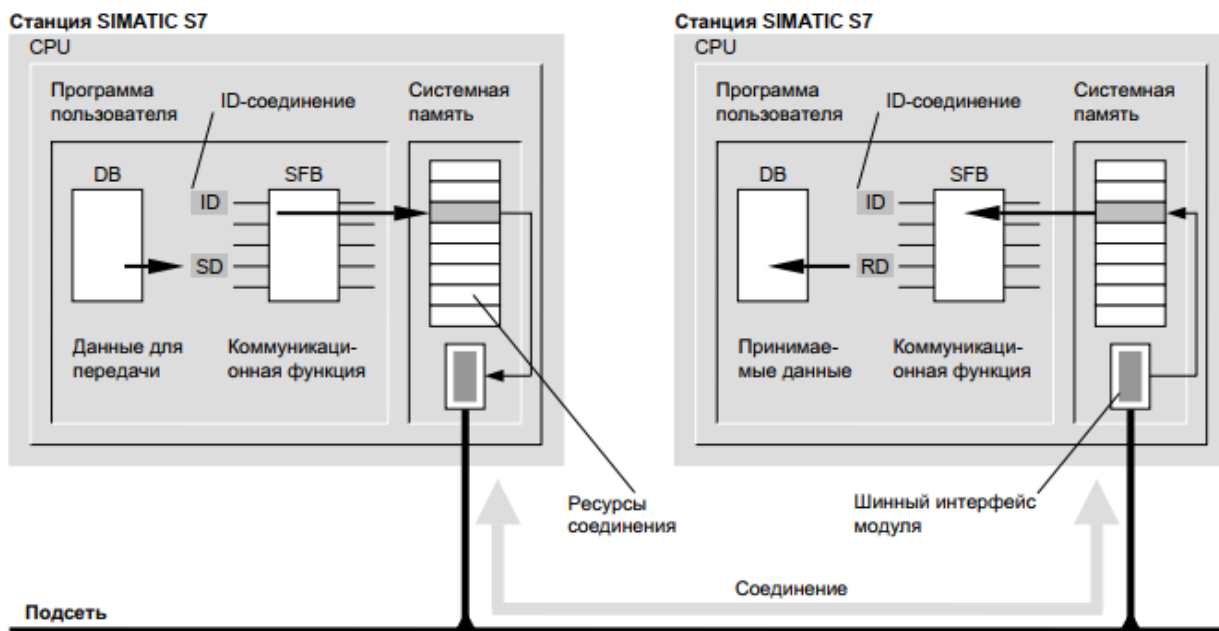 Станция SIMATIC S7
CPU
Программа
пользователя
ID-соединение
Системная
память
DB
SFB
ID
SD
Данные для
передачи
Коммуникаци-
онная функция
Станция SIMATIC S7
CPU
Программа
пользователя
ID-соединение
Системная
память
DB
SFB
ID
RD
Принимае-
мые данные
Коммуникаци-
онная функция
Ресурсы
соединения
Шинный интерфейс
модуля
Соединение
Подсеть